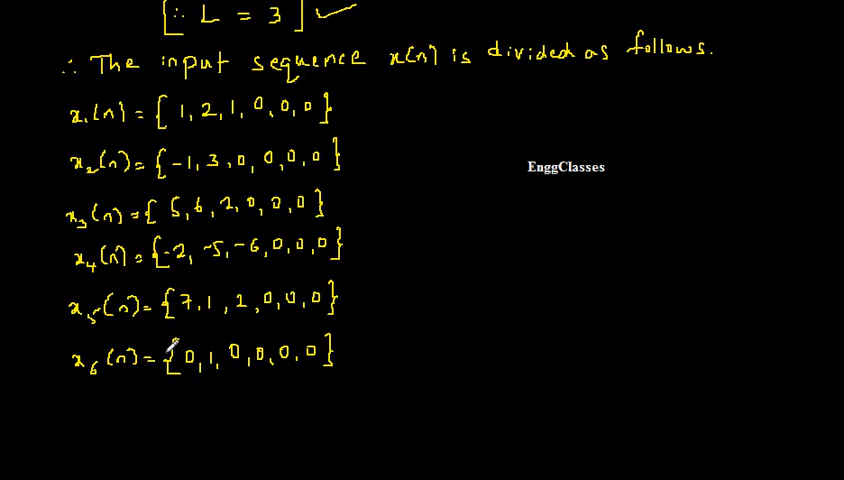 [∴ L = 3] ✓
∴ The input sequence x(n) is divided as follows.
x₁(n) = { 1, 2, 1, 0, 0, 0 }
x₂(n) = { -1, 3, 0, 0, 0, 0 }
EnggClasses
x₃(n) = { 5, 6, 2, 0, 0, 0 }
x₄(n) = { -2, -5, -6, 0, 0, 0 }
x₅(n) = { 7, 1, 2, 0, 0, 0 }
x₆(n) = { 0, 1, 0, 0, 0, 0 }